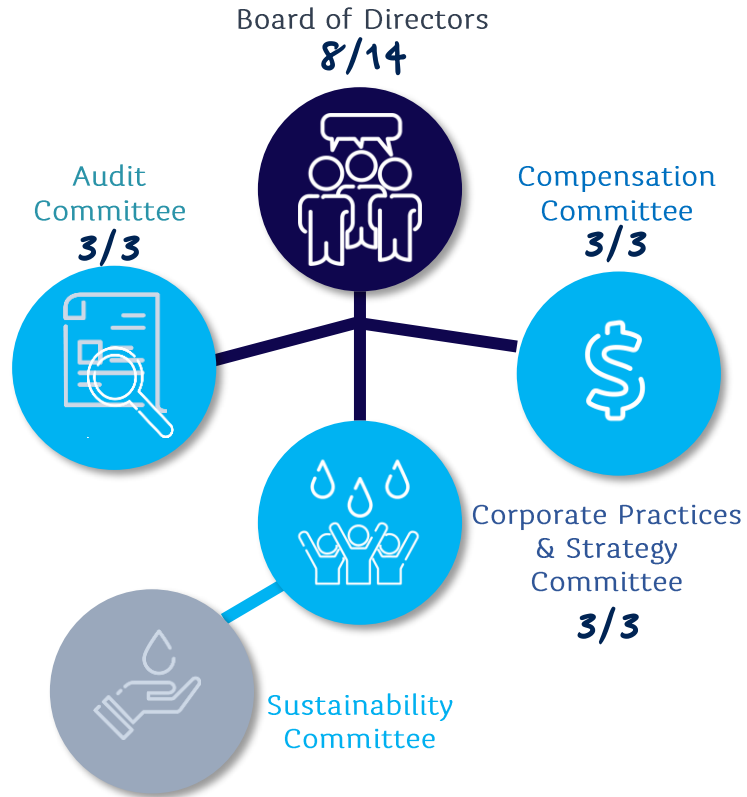 Board of Directors
8/14
Audit
Committee
3/3
Compensation
Committee
3/3
Corporate Practices
& Strategy
Committee
3/3
Sustainability
Committee